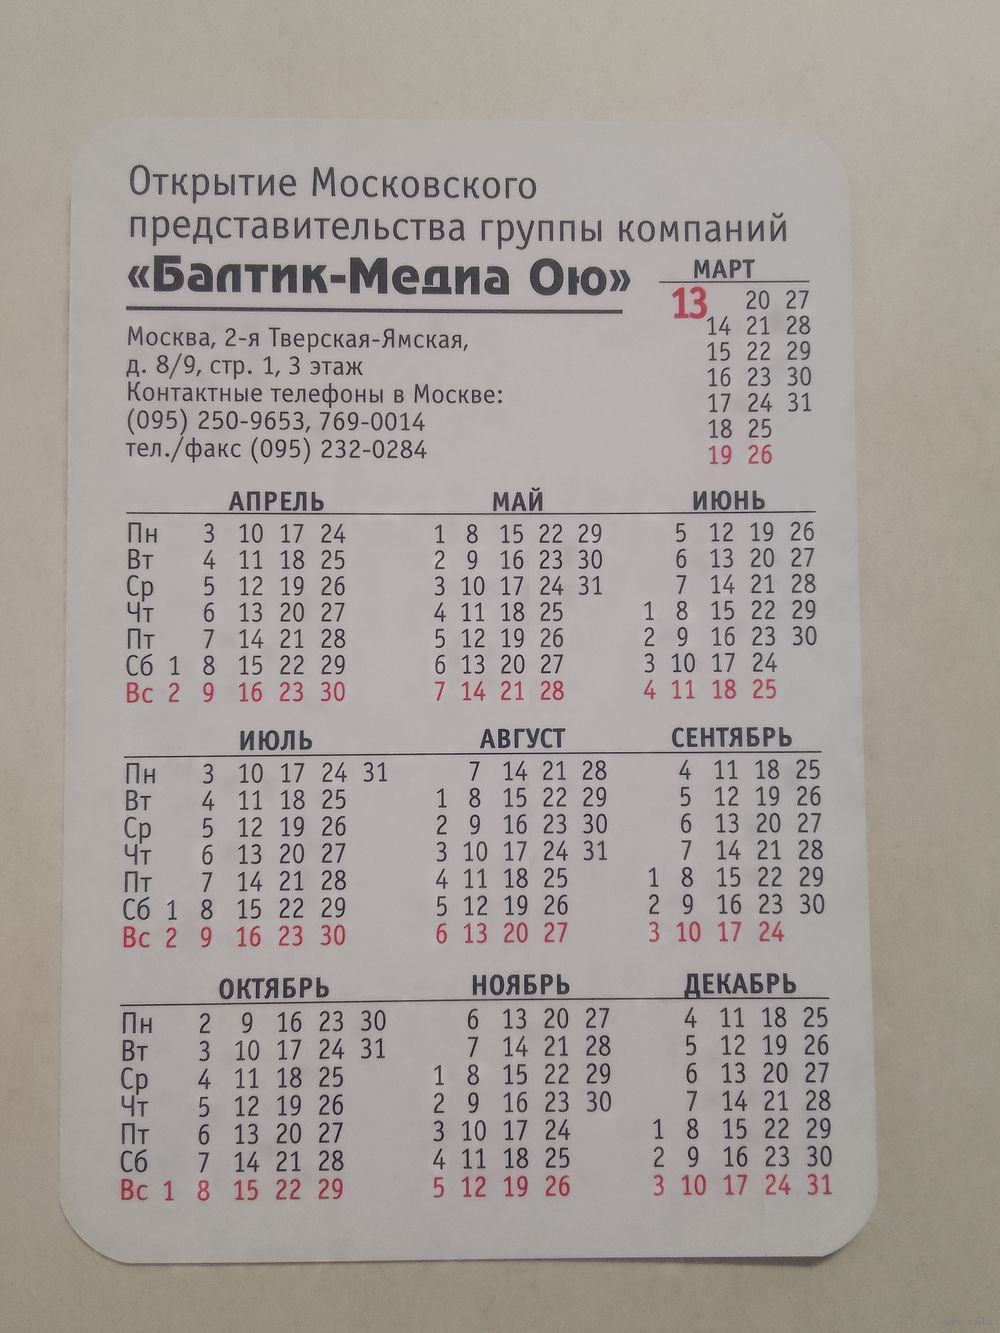 Открытие Московского
представительства группы компаний
«Балтик-Медиа Ою»
Москва, 2-я Тверская-Ямская,
д. 8/9, стр. 1, 3 этаж
Контактные телефоны в Москве:
(095) 250-9653, 769-0014
тел./факс (095) 232-0284
МАРТ
13 20 27
14 21 28
15 22 29
16 23 30
17 24 31
18 25
19 26
АПРЕЛЬ МАЙ ИЮНЬ
Пн 3 10 17 24 1 8 15 22 29 5 12 19 26
Вт 4 11 18 25 2 9 16 23 30 6 13 20 27
Ср 5 12 19 26 3 10 17 24 31 7 14 21 28
Чт 6 13 20 27 4 11 18 25 1 8 15 22 29
Пт 7 14 21 28 5 12 19 26 2 9 16 23 30
Сб 1 8 15 22 29 6 13 20 27 3 10 17 24
Вс 2 9 16 23 30 7 14 21 28 4 11 18 25
ИЮЛЬ АВГУСТ СЕНТЯБРЬ
Пн 3 10 17 24 31 7 14 21 28 4 11 18 25
Вт 4 11 18 25 1 8 15 22 29 5 12 19 26
Ср 5 12 19 26 2 9 16 23 30 6 13 20 27
Чт 6 13 20 27 3 10 17 24 31 7 14 21 28
Пт 7 14 21 28 4 11 18 25 1 8 15 22 29
Сб 1 8 15 22 29 5 12 19 26 2 9 16 23 30
Вс 2 9 16 23 30 6 13 20 27 3 10 17 24
ОКТЯБРЬ НОЯБРЬ ДЕКАБРЬ
Пн 2 9 16 23 30 6 13 20 27 4 11 18 25
Вт 3 10 17 24 31 7 14 21 28 5 12 19 26
Ср 4 11 18 25 1 8 15 22 29 6 13 20 27
Чт 5 12 19 26 2 9 16 23 30 7 14 21 28
Пт 6 13 20 27 3 10 17 24 1 8 15 22 29
Сб 7 14 21 28 4 11 18 25 2 9 16 23 30
Вс 1 8 15 22 29 5 12 19 26 3 10 17 24 31